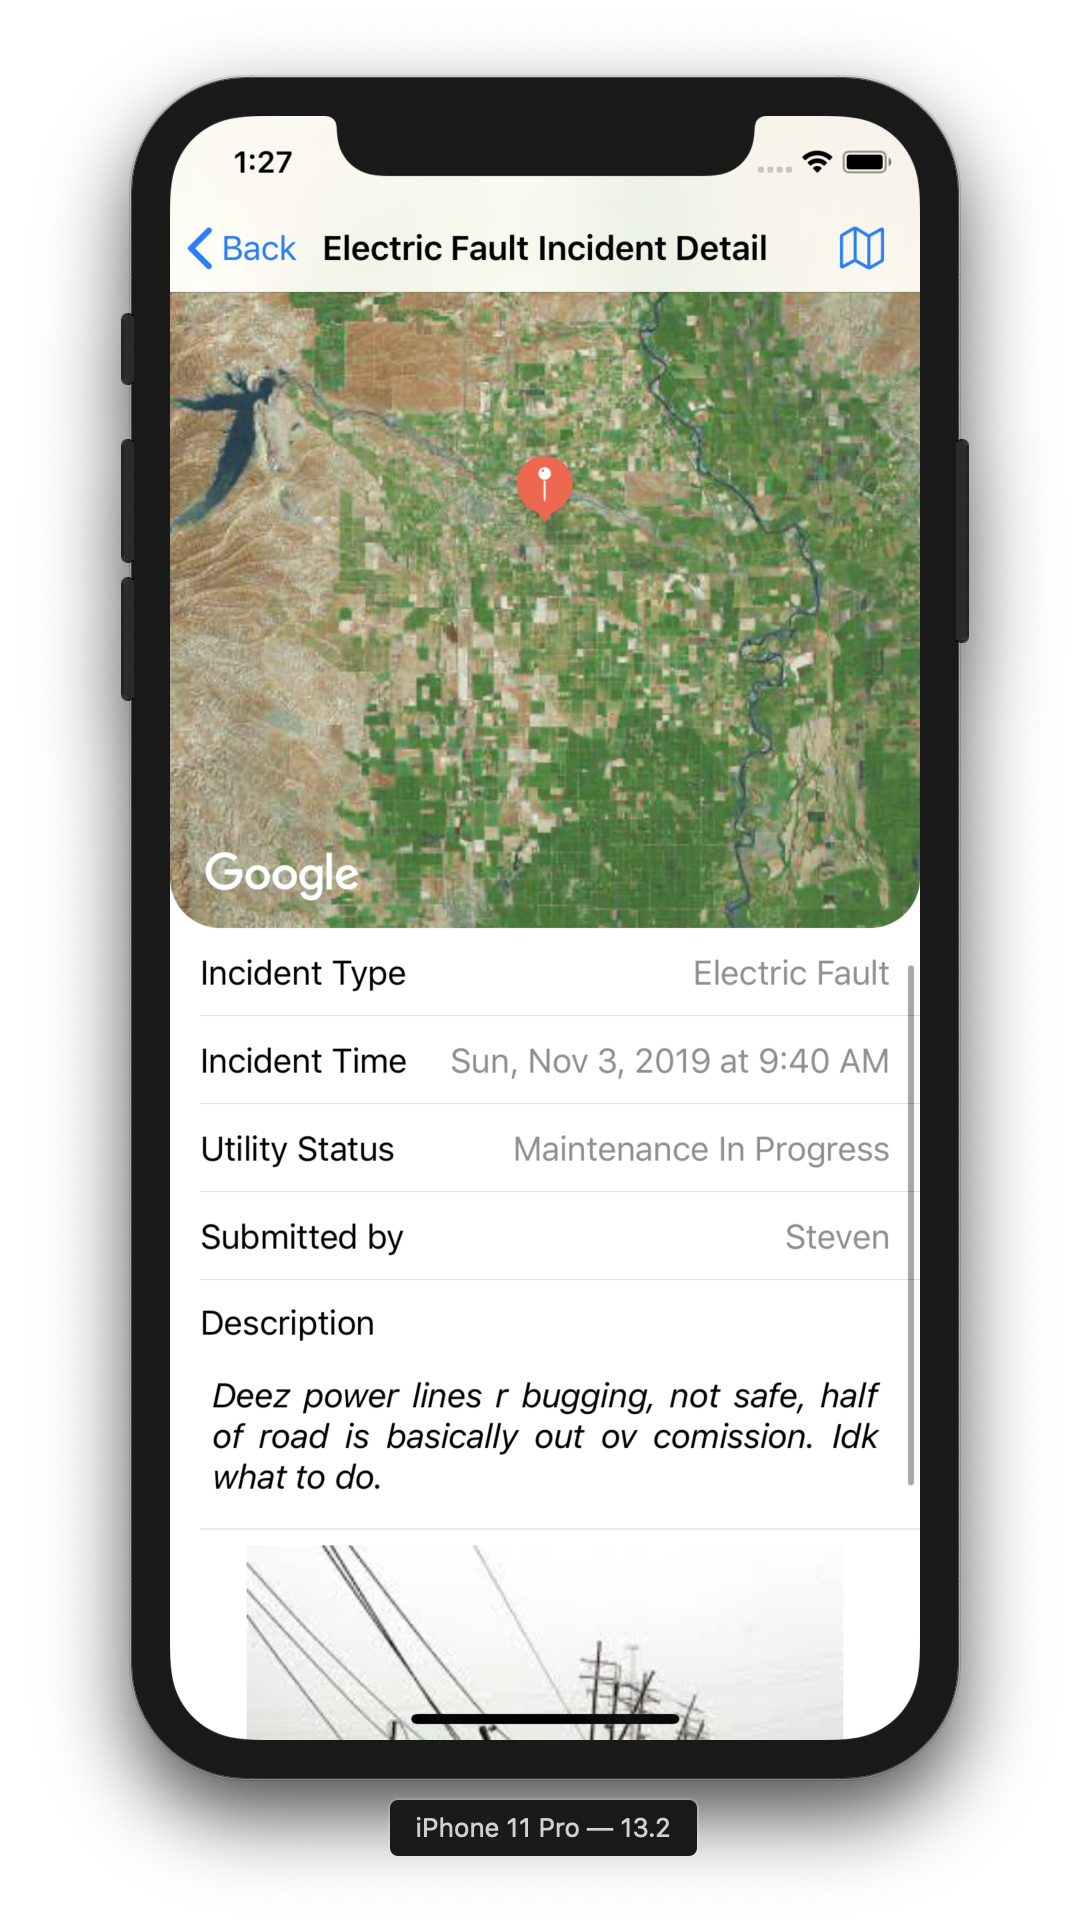 1:27
Back Electric Fault Incident Detail
Google
Incident Type Electric Fault
Incident Time Sun, Nov 3, 2019 at 9:40 AM
Utility Status Maintenance In Progress
Submitted by Steven
Description
Deez power lines r bugging, not safe, half
of road is basically out ov comission. Idk
what to do.
iPhone 11 Pro — 13.2